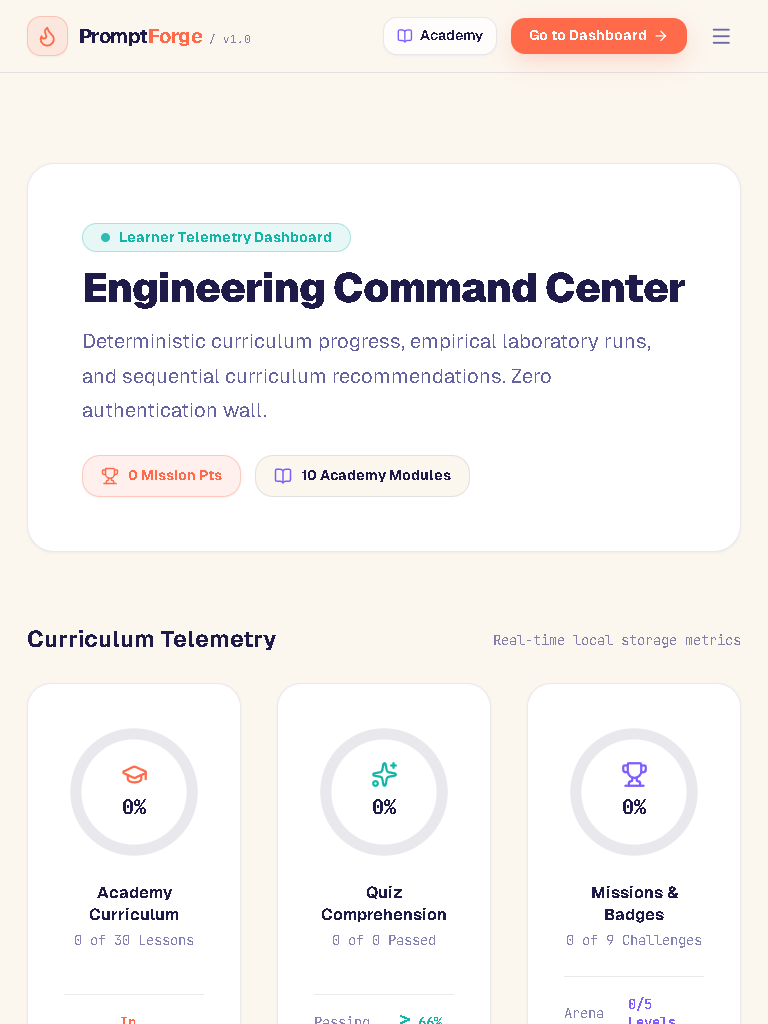 PromptForge / v1.0
Academy
Go to Dashboard →
Learner Telemetry Dashboard
Engineering Command Center
Deterministic curriculum progress, empirical laboratory runs,
and sequential curriculum recommendations. Zero
authentication wall.
0 Mission Pts
10 Academy Modules
Curriculum Telemetry
Real-time local storage metrics
0%
Academy
Curriculum
0 of 30 Lessons
In
0%
Quiz
Comprehension
0 of 0 Passed
Passing
≥ 66%
0%
Missions &
Badges
0 of 9 Challenges
Arena
0/5
Levels